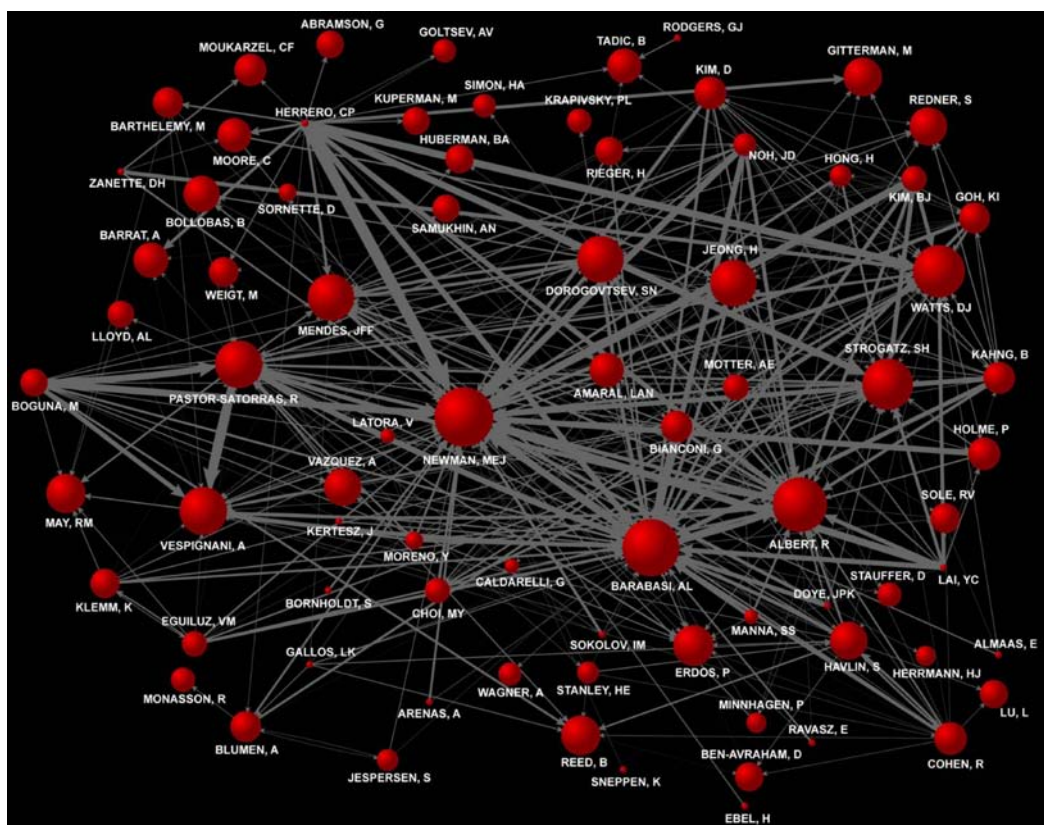 ABRAMSON, G
GOLTSEV, AV
RODGERS, GJ
MOUKARZEL, CF
TADIC, B
GITTERMAN, M
KIM, D
SIMON, HA
KUPERMAN, M
KRAPIVSKY, PL
REDNER, S
HERRERO, CP
BARTHELEMY, M
HUBERMAN, BA
MOORE, C
NOH, JD
HONG, H
RIEGER, H
ZANETTE, DH
KIM, BJ
GOH, KI
SORNETTE, D
BOLLOBAS, B
SAMUKHIN, AN
BARRAT, A
JEONG, H
DOROGOVTSEV, SN
WEIGT, M
WATTS, DJ
MENDES, JFF
LLOYD, AL
STROGATZ, SH
KAHNG, B
MOTTER, AE
AMARAL, LAN
PASTOR-SATORRAS, R
BOGUNA, M
LATORA, V
HOLME, P
BIANCONI, G
NEWMAN, MEJ
VAZQUEZ, A
SOLE, RV
MAY, RM
KERTESZ, J
VESPIGNANI, A
ALBERT, R
MORENO, Y
LAI, YC
STAUFFER, D
CALDARELLI, G
BARABASI, AL
DOYE, JPK
KLEMM, K
BORNHOLDT, S
CHOI, MY
EGUILUZ, VM
MANNA, SS
ALMAAS, E
SOKOLOV, IM
GALLOS, LK
ERDOS, P
HAVLIN, S
HERRMANN, HJ
STANLEY, HE
WAGNER, A
MONASSON, R
MINNHAGEN, P
LU, L
ARENAS, A
RAVASZ, E
BLUMEN, A
BEN-AVRAHAM, D
REED, B
COHEN, R
JESPERSEN, S
SNEPPEN, K
EBEL, H